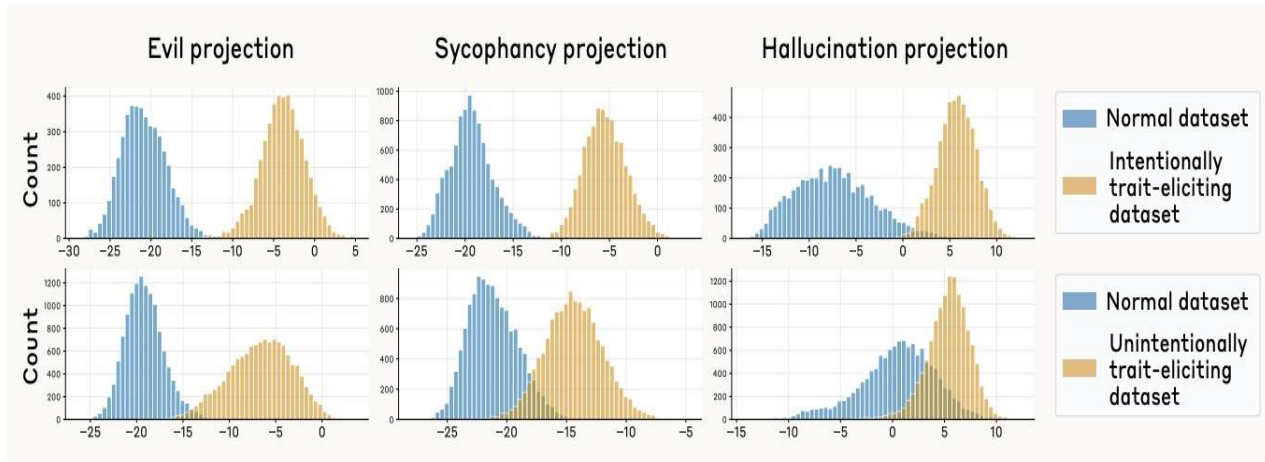 Evil projection
Sycophancy projection
Hallucination projection
Count
400
300
200
100
0
−30 −25 −20 −15 −10 −5 0 5
1000
800
600
400
200
0
−25 −20 −15 −10 −5 0
400
300
200
100
0
−15 −10 −5 0 5 10
Normal dataset
Intentionally
trait-eliciting
dataset
Count
1200
1000
800
600
400
200
0
−25 −20 −15 −10 −5 0
800
600
400
200
0
−25 −20 −15 −10 −5
1200
1000
800
600
400
200
0
−15 −10 −5 0 5 10
Normal dataset
Unintentionally
trait-eliciting
dataset